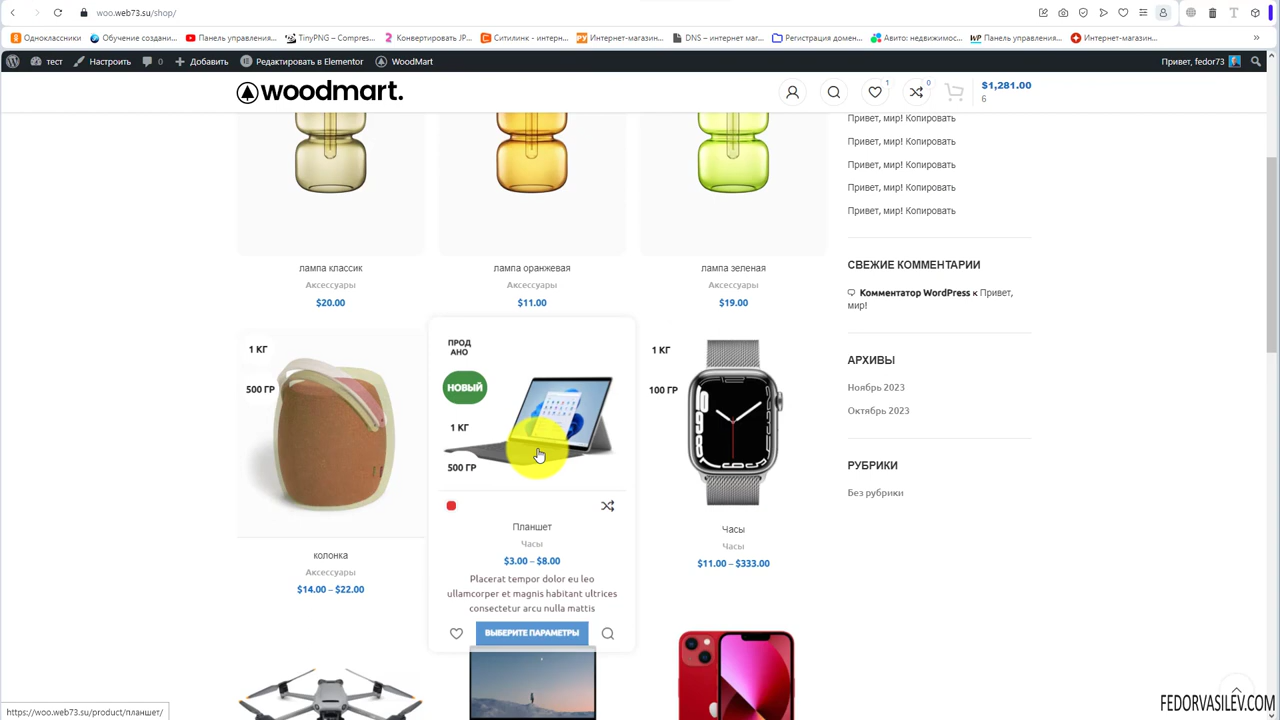 woo.web73.su/shop/
Одноклассники
Обучение создани...
Панель управления...
TinyPNG – Compres...
Конвертировать JP...
Ситилинк - интерн...
Интернет-магазин...
DNS – интернет маг...
Регистрация домен...
Авито: недвижимос...
Панель управления...
Интернет-магазин...
тест
Настроить
0
Добавить
Редактировать в Elementor
WoodMart
Привет, fedor73
woodmart.
1
0
$1,281.00
6
Привет, мир! Копировать
Привет, мир! Копировать
Привет, мир! Копировать
Привет, мир! Копировать
Привет, мир! Копировать
лампа классик
Аксессуары
$20.00
лампа оранжевая
Аксессуары
$11.00
лампа зеленая
Аксессуары
$19.00
СВЕЖИЕ КОММЕНТАРИИ
Комментатор WordPress к Привет,
мир!
АРХИВЫ
Ноябрь 2023
Октябрь 2023
РУБРИКИ
Без рубрики
1 КГ
500 ГР
колонка
Аксессуары
$14.00 – $22.00
ПРОД
АНО
НОВЫЙ
1 КГ
500 ГР
Планшет
Часы
$3.00 – $8.00
Placerat tempor dolor eu leo
ullamcorper et magnis habitant ultrices
consectetur arcu nulla mattis
ВЫБЕРИТЕ ПАРАМЕТРЫ
1 КГ
100 ГР
Часы
Часы
$11.00 – $333.00
https://woo.web73.su/product/планшет/
FEDORVASILEV.COM